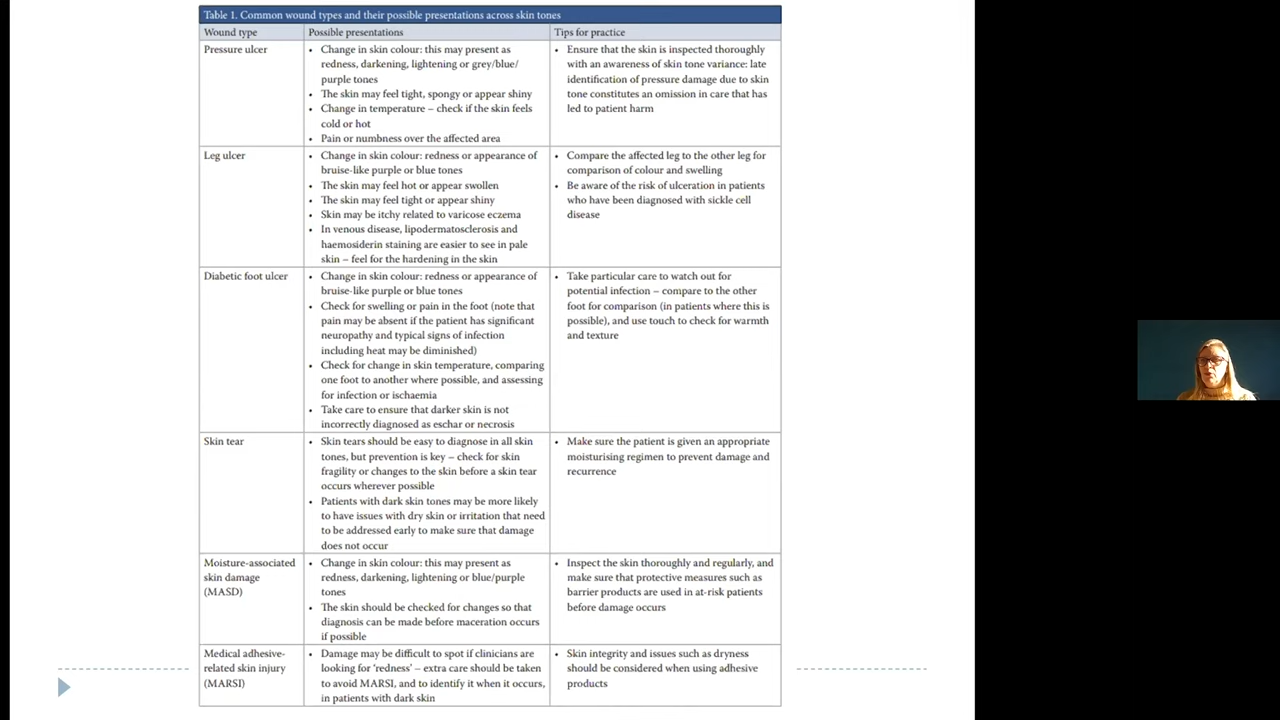 Table 1. Common wound types and their possible presentations across skin tones
Wound type
Possible presentations
Tips for practice
Pressure ulcer
• Change in skin colour: this may present as
redness, darkening, lightening or grey/blue/
purple tones
• The skin may feel tight, spongy or appear shiny
• Change in temperature – check if the skin feels
cold or hot
• Pain or numbness over the affected area
• Ensure that the skin is inspected thoroughly
with an awareness of skin tone variance: late
identification of pressure damage due to skin
tone constitutes an omission in care that has
led to patient harm
Leg ulcer
• Change in skin colour: redness or appearance of
bruise-like purple or blue tones
• The skin may feel hot or appear swollen
• The skin may feel tight or appear shiny
• Skin may be itchy related to varicose eczema
• In venous disease, lipodermatosclerosis and
haemosiderin staining are easier to see in pale
skin – feel for the hardening in the skin
• Compare the affected leg to the other leg for
comparison of colour and swelling
• Be aware of the risk of ulceration in patients
who have been diagnosed with sickle cell
disease
Diabetic foot ulcer
• Change in skin colour: redness or appearance of
bruise-like purple or blue tones
• Check for swelling or pain in the foot (note that
pain may be absent if the patient has significant
neuropathy and typical signs of infection
including heat may be diminished)
• Check for change in skin temperature, comparing
one foot to another where possible, and assessing
for infection or ischaemia
• Take care to ensure that darker skin is not
incorrectly diagnosed as eschar or necrosis
• Take particular care to watch out for
potential infection – compare to the other
foot for comparison (in patients where this is
possible), and use touch to check for warmth
and texture
Skin tear
• Skin tears should be easy to diagnose in all skin
tones, but prevention is key – check for skin
fragility or changes to the skin before a skin tear
occurs wherever possible
• Patients with dark skin tones may be more likely
to have issues with dry skin or irritation that need
to be addressed early to make sure that damage
does not occur
• Make sure the patient is given an appropriate
moisturising regimen to prevent damage and
recurrence
Moisture-associated
skin damage
(MASD)
• Change in skin colour: this may present as
redness, darkening, lightening or blue/purple
tones
• The skin should be checked for changes so that
diagnosis can be made before maceration occurs
if possible
• Inspect the skin thoroughly and regularly, and
make sure that protective measures such as
barrier products are used in at-risk patients
before damage occurs
Medical adhesive-
related skin injury
(MARSI)
• Damage may be difficult to spot if clinicians are
looking for ‘redness’ – extra care should be taken
to avoid MARSI, and to identify it when it occurs,
in patients with dark skin
• Skin integrity and issues such as dryness
should be considered when using adhesive
products